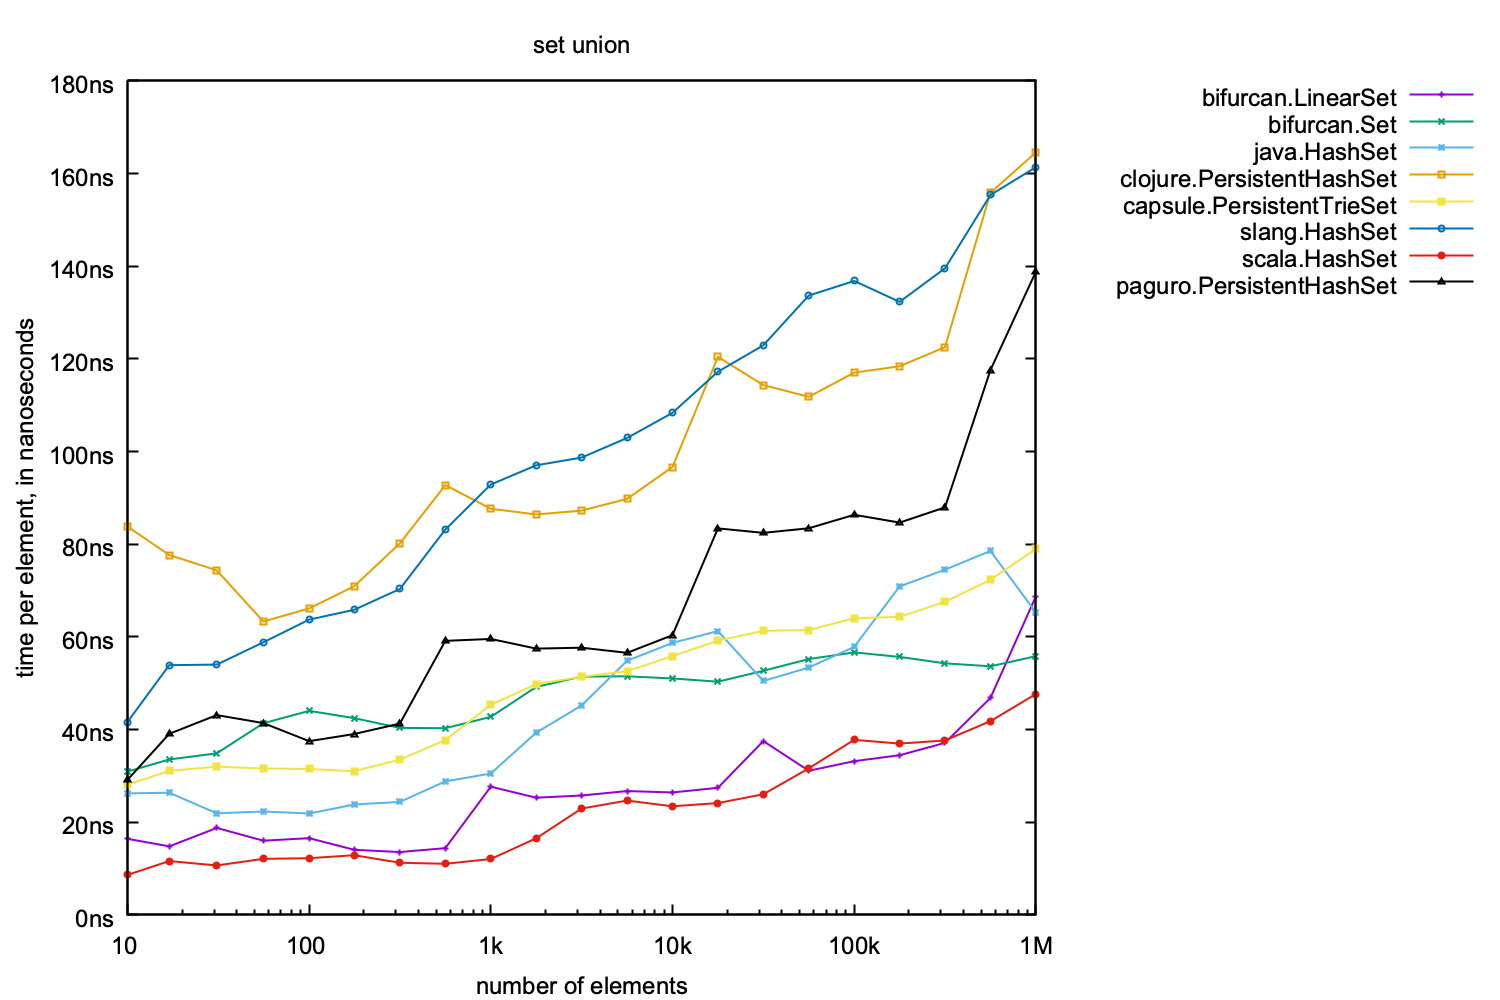 set union
180ns
160ns
140ns
120ns
100ns
80ns
60ns
40ns
20ns
0ns
time per element, in nanoseconds
10
100
1k
10k
100k
1M
number of elements
bifurcan.LinearSet
bifurcan.Set
java.HashSet
clojure.PersistentHashSet
capsule.PersistentTrieSet
slang.HashSet
scala.HashSet
paguro.PersistentHashSet